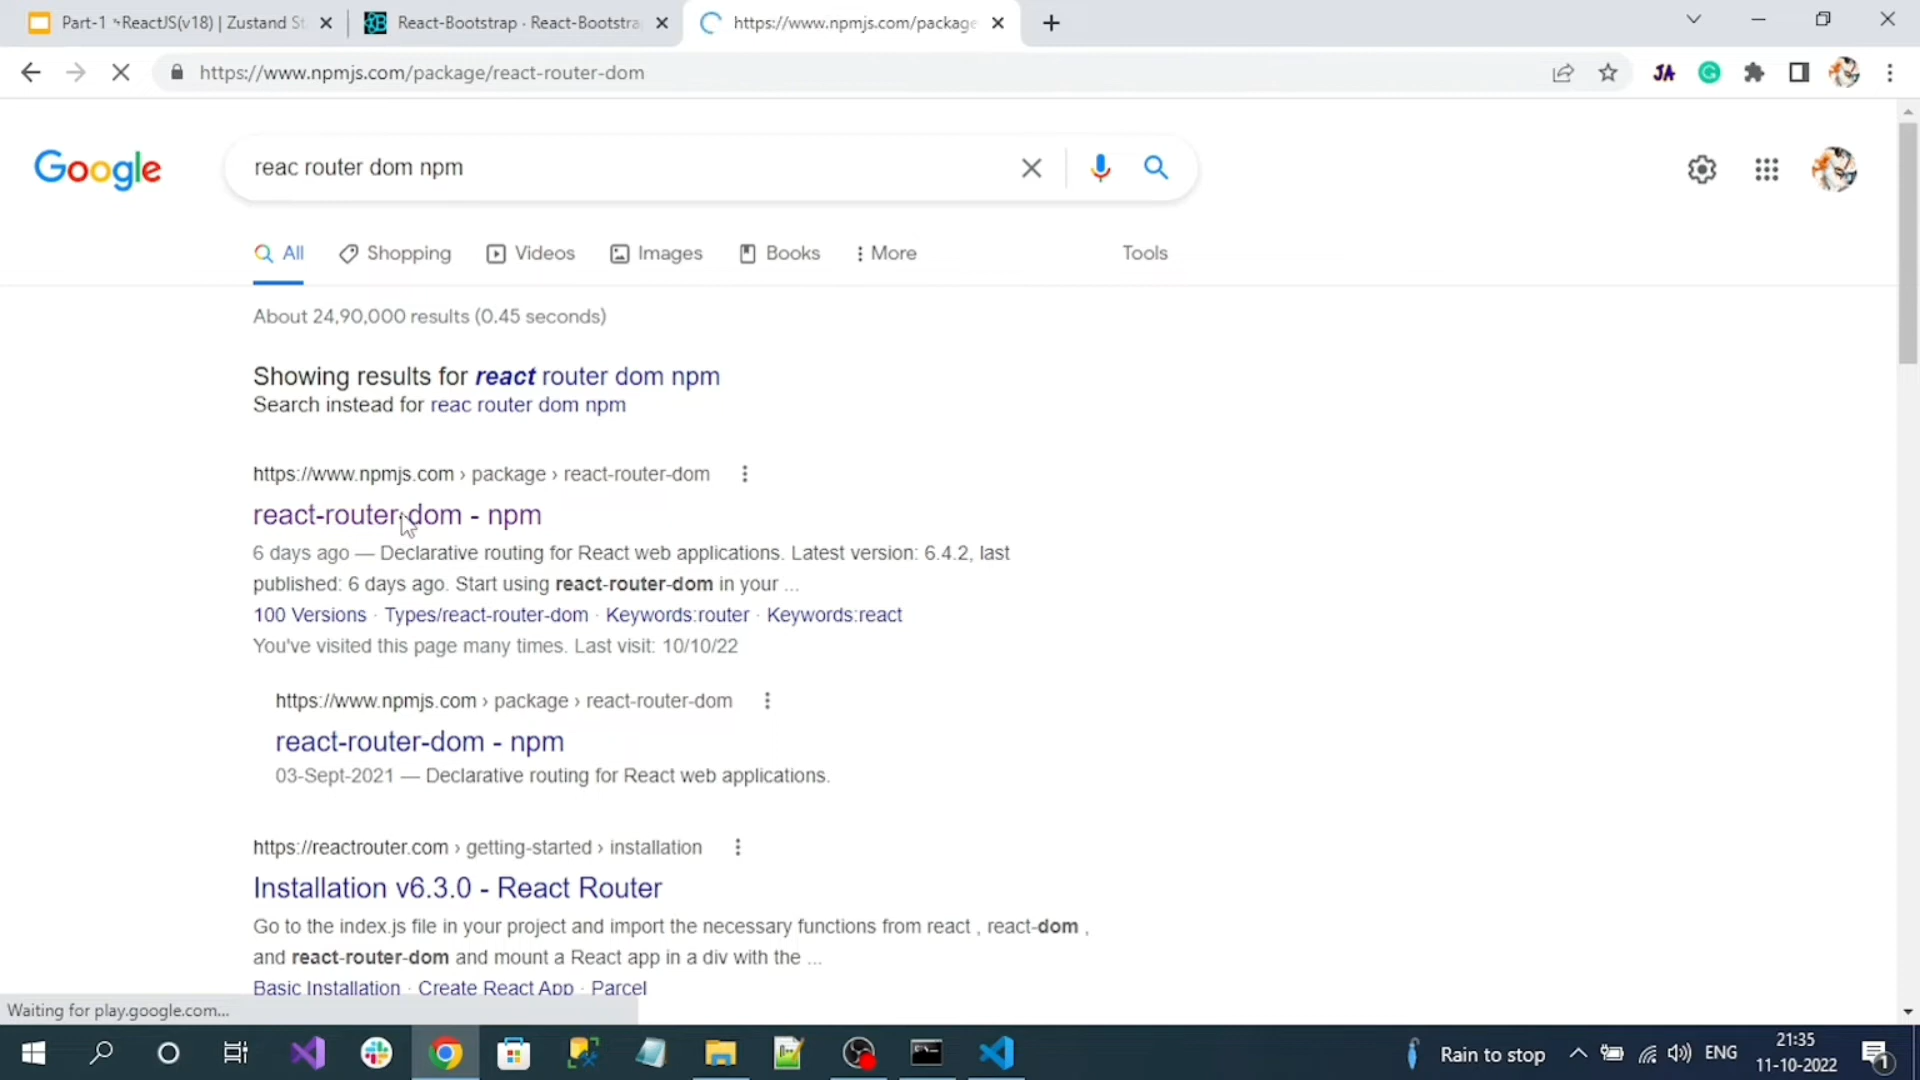 Part-1 ~ReactJS(v18) | Zustand St
React-Bootstrap · React-Bootstra
https://www.npmjs.com/package
https://www.npmjs.com/package/react-router-dom
JA
Google
reac router dom npm
All
Shopping
Videos
Images
Books
More
Tools
About 24,90,000 results (0.45 seconds)
Showing results for react router dom npm
Search instead for reac router dom npm
https://www.npmjs.com › package › react-router-dom
react-router-dom - npm
6 days ago — Declarative routing for React web applications. Latest version: 6.4.2, last
published: 6 days ago. Start using react-router-dom in your ...
100 Versions · Types/react-router-dom · Keywords:router · Keywords:react
You've visited this page many times. Last visit: 10/10/22
https://www.npmjs.com › package › react-router-dom
react-router-dom - npm
03-Sept-2021 — Declarative routing for React web applications.
https://reactrouter.com › getting-started › installation
Installation v6.3.0 - React Router
Go to the index.js file in your project and import the necessary functions from react , react-dom ,
and react-router-dom and mount a React app in a div with the ...
Basic Installation · Create React App · Parcel
Waiting for play.google.com...
Rain to stop
ENG
21:35
11-10-2022
1